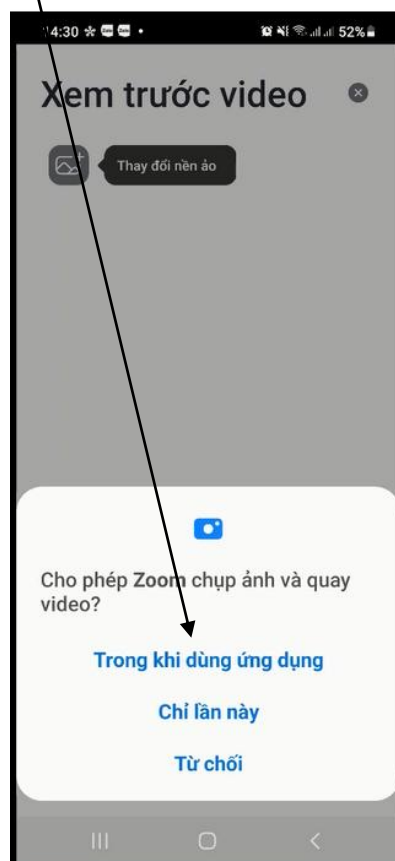 4:30
52%
Xem trước video
Thay đổi nền ảo
Cho phép Zoom chụp ảnh và quay
video?
Trong khi dùng ứng dụng
Chỉ lần này
Từ chối